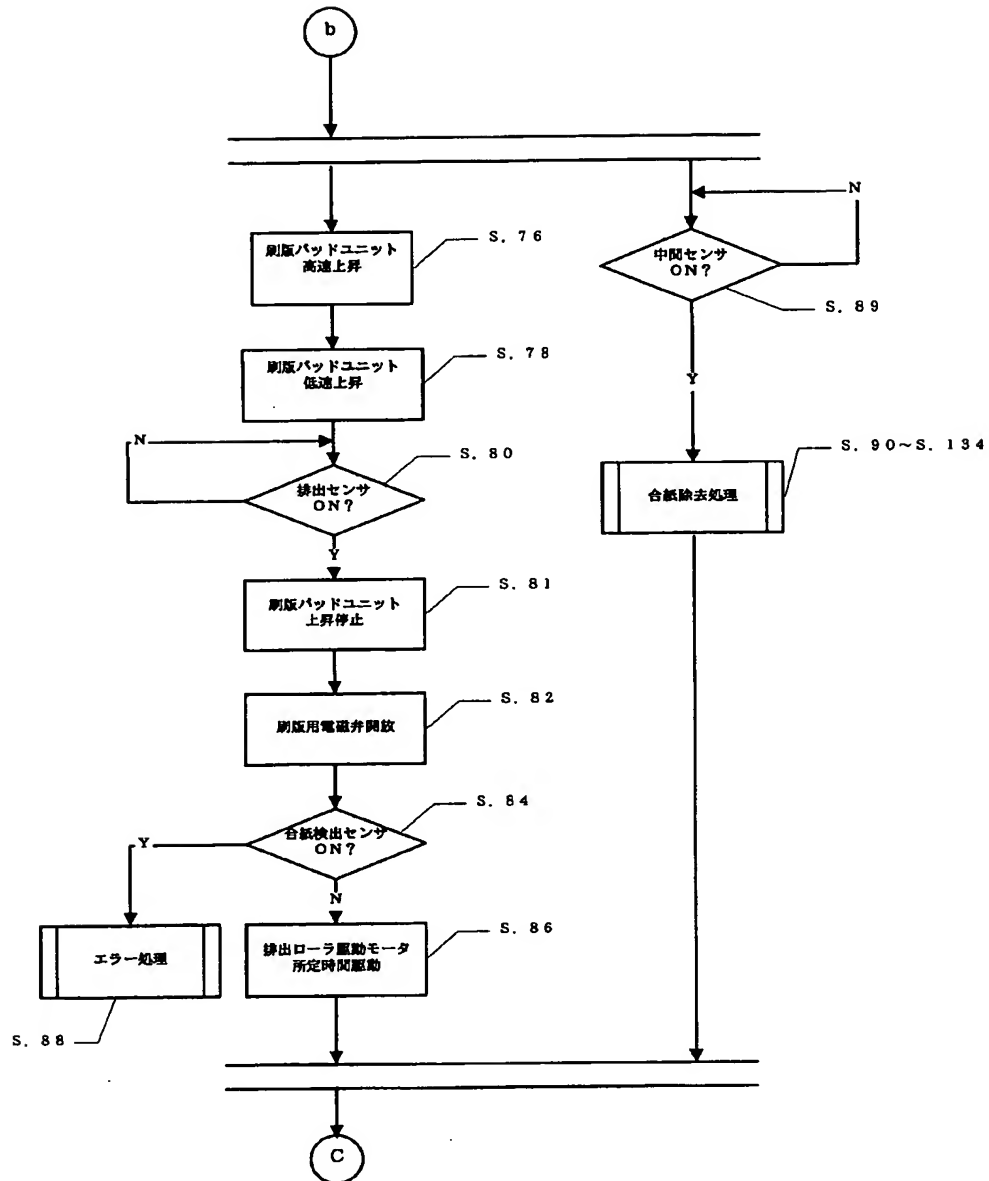 b
刷版パッドユニット
高速上昇
S. 76
N
中間センサ
ON?
S. 89
刷版パッドユニット
低速上昇
S. 78
Y
N
S. 80
排出センサ
ON?
S. 90~S. 134
合紙除去処理
Y
刷版パッドユニット
上昇停止
S. 81
刷版用電磁弁開放
S. 82
合紙検出センサ
ON?
S. 84
Y
N
エラー処理
排出ローラ駆動モータ
所定時間駆動
S. 86
S. 88
C